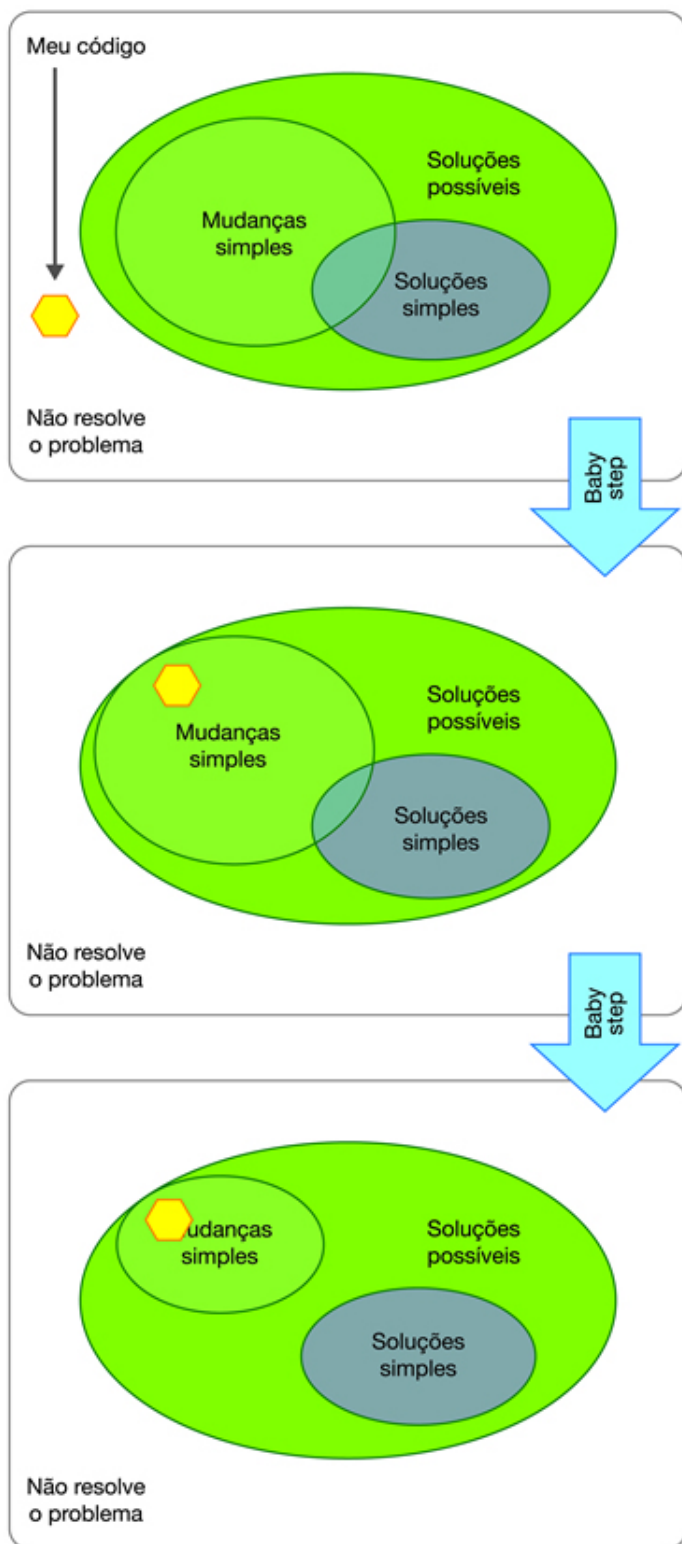 Meu código
Soluções
possíveis
Mudanças
simples
Soluções
simples
Não resolve
o problema
Baby
step
Soluções
possíveis
Mudanças
simples
Soluções
simples
Não resolve
o problema
Baby
step
Soluções
possíveis
udanças
simples
Soluções
simples
Não resolve
o problema